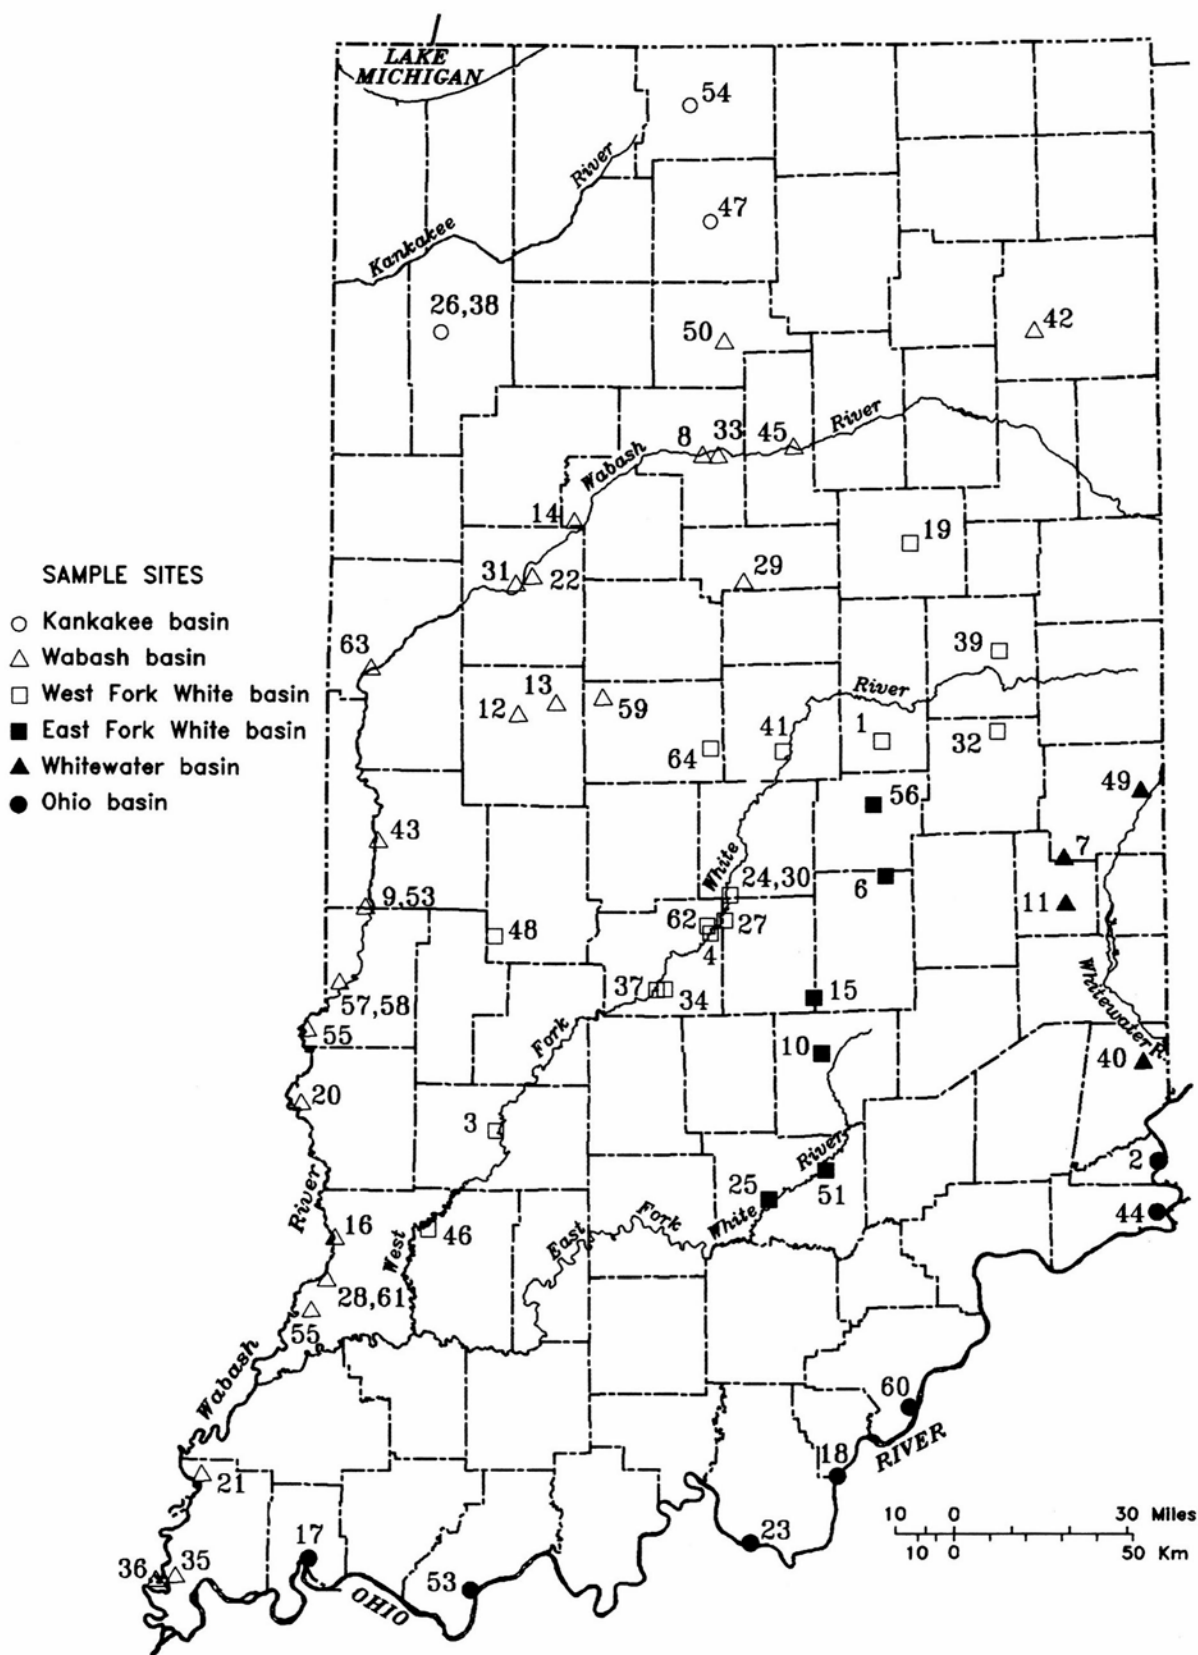 LAKE
MICHIGAN
54
River
47
Kankakee
26,38
50
42
River
8
33
45
Wabash
14
19
SAMPLE SITES
Kankakee basin
Wabash basin
West Fork White basin
East Fork White basin
Whitewater basin
Ohio basin
31
22
29
63
39
13
12
59
River
41
1
32
64
49
56
43
7
White
24,30
6
9,53
11
62
27
48
4
37
34
15
57,58
55
Whitewater R.
Fork
10
40
20
3
River
2
25
51
River
16
West
46
East
Fork
White
44
28,61
55
Wabash
60
18
RIVER
21
10 0 30 Miles
23
17
10 0 50 Km
36
35
53
OHIO